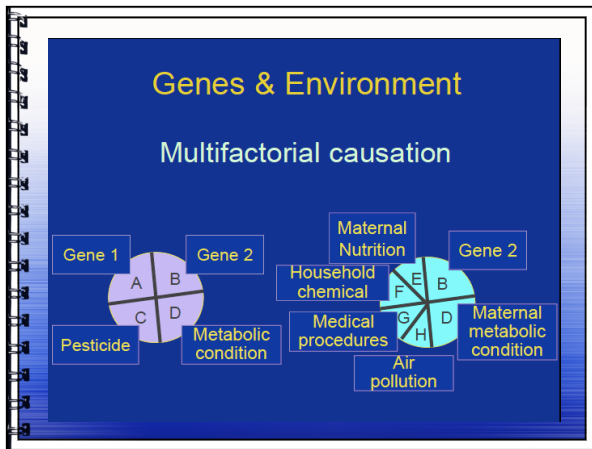 Genes & Environment
Multifactorial causation
Gene 1
Gene 2
A
B
C
D
Pesticide
Metabolic
condition
Maternal
Nutrition
Gene 2
Household
chemical
E
B
F
G
D
H
Medical
procedures
Maternal
metabolic
condition
Air
pollution